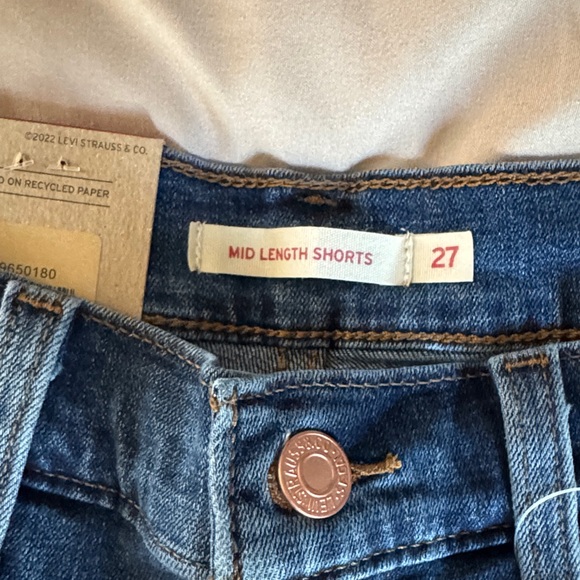 ©2022 LEVI STRAUSS & CO.
D ON RECYCLED PAPER
9650180
MID LENGTH SHORTS 27